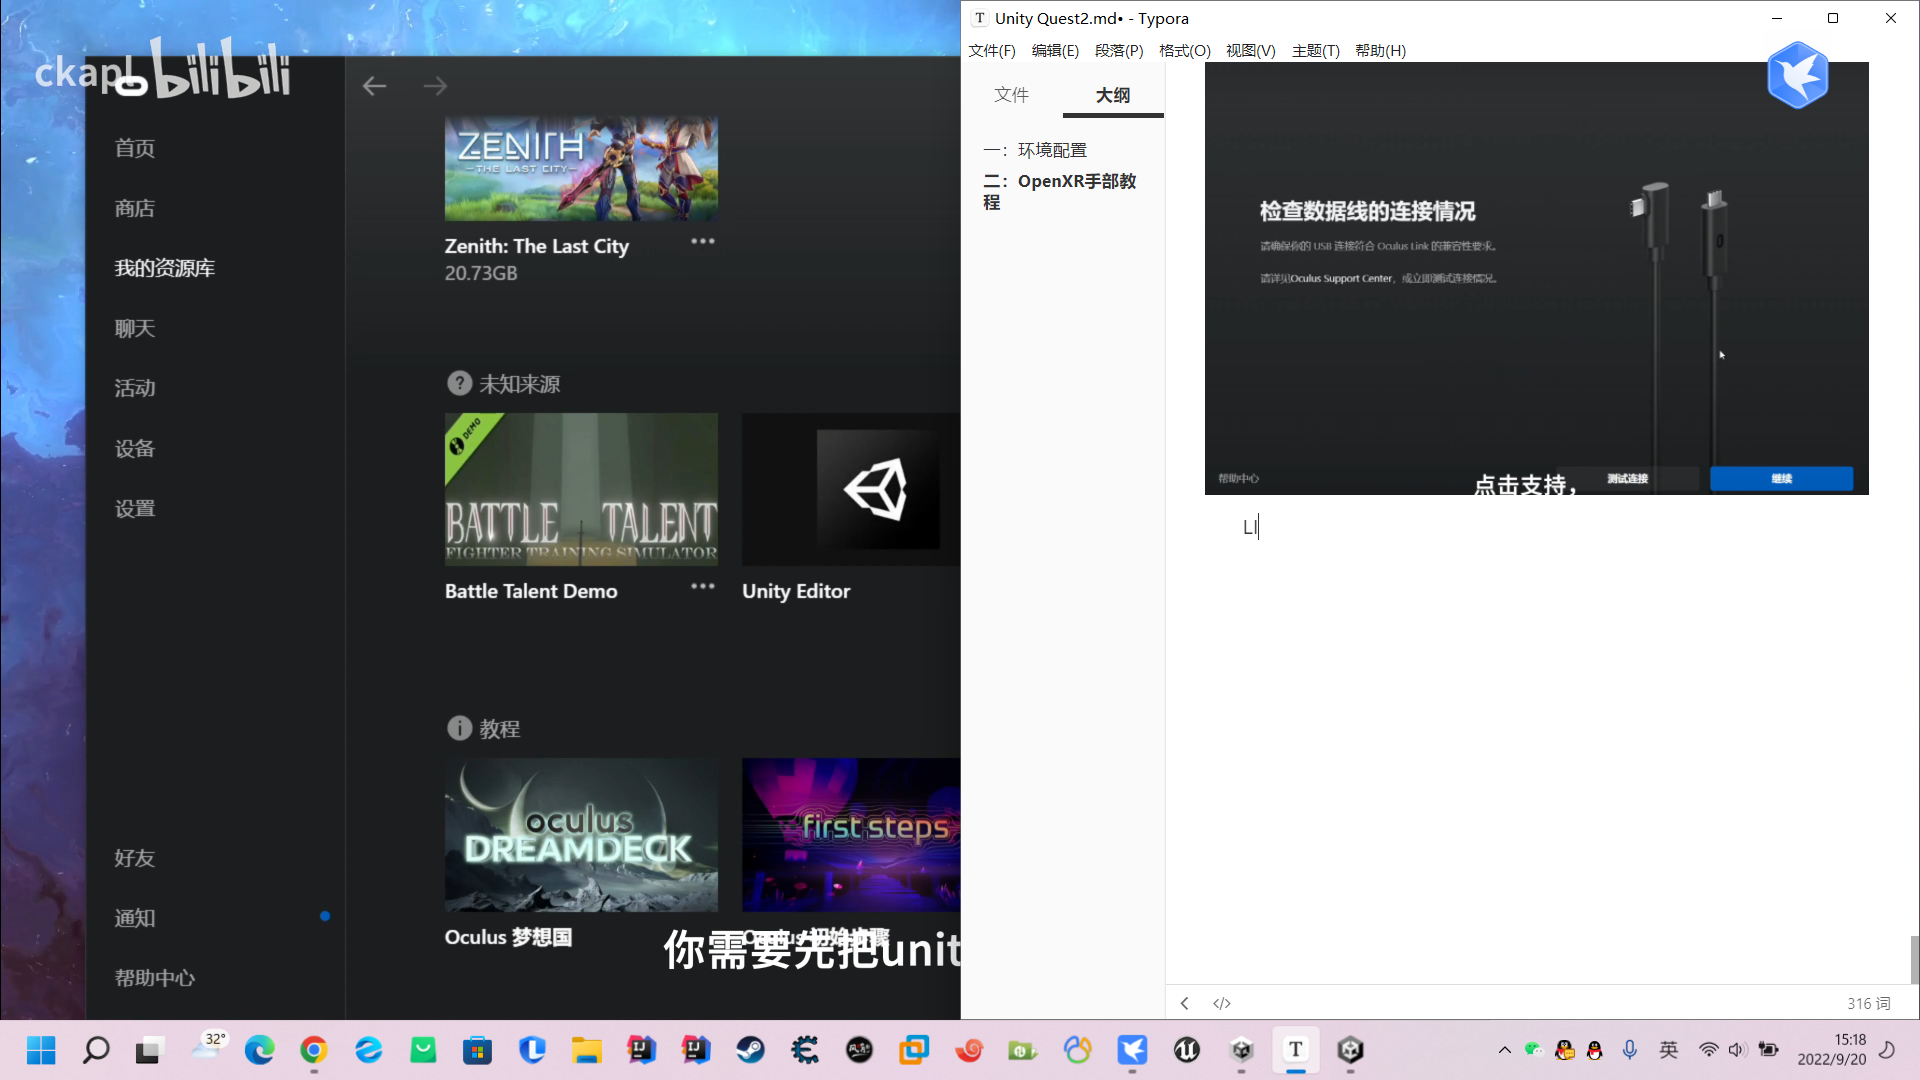 ckapl bilibili
首页
商店
我的资源库
聊天
活动
设备
设置
好友
通知
帮助中心
ZENITH
THE LAST CITY
Zenith: The Last City
20.73GB
未知来源
DEMO
BATTLE TALENT
FIGHTER TRAINING SIMULATOR
Battle Talent Demo
Unity Editor
教程
oculus
DREAMDECK
first steps
Oculus 梦想国
Oculus 初始步骤
你需要先把unit
Unity Quest2.md• - Typora
文件(F) 编辑(E) 段落(P) 格式(O) 视图(V) 主题(T) 帮助(H)
文件 大纲
一：环境配置
二：OpenXR手部教
程
检查数据线的连接情况
请确保你的 USB 连接符合 Oculus Link 的兼容性要求。
请详见Oculus Support Center，或立即测试连接情况。
帮助中心
点击支持，
测试连接
继续
LI
</> 316 词
32°
英
15:18
2022/9/20